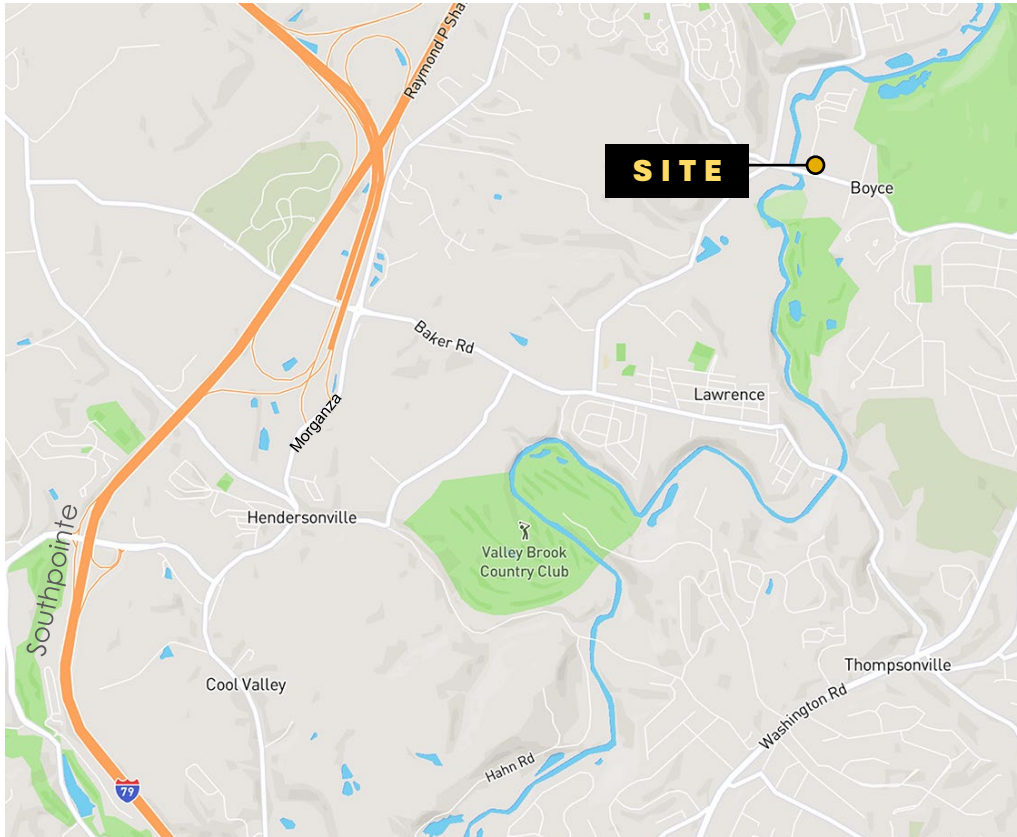 Raymond P Sha
SITE
Boyce
Baker Rd
Lawrence
Morganza
Hendersonville
Valley Brook
Country Club
Southpointe
Thompsonville
Cool Valley
Washington Rd
Hahn Rd
79